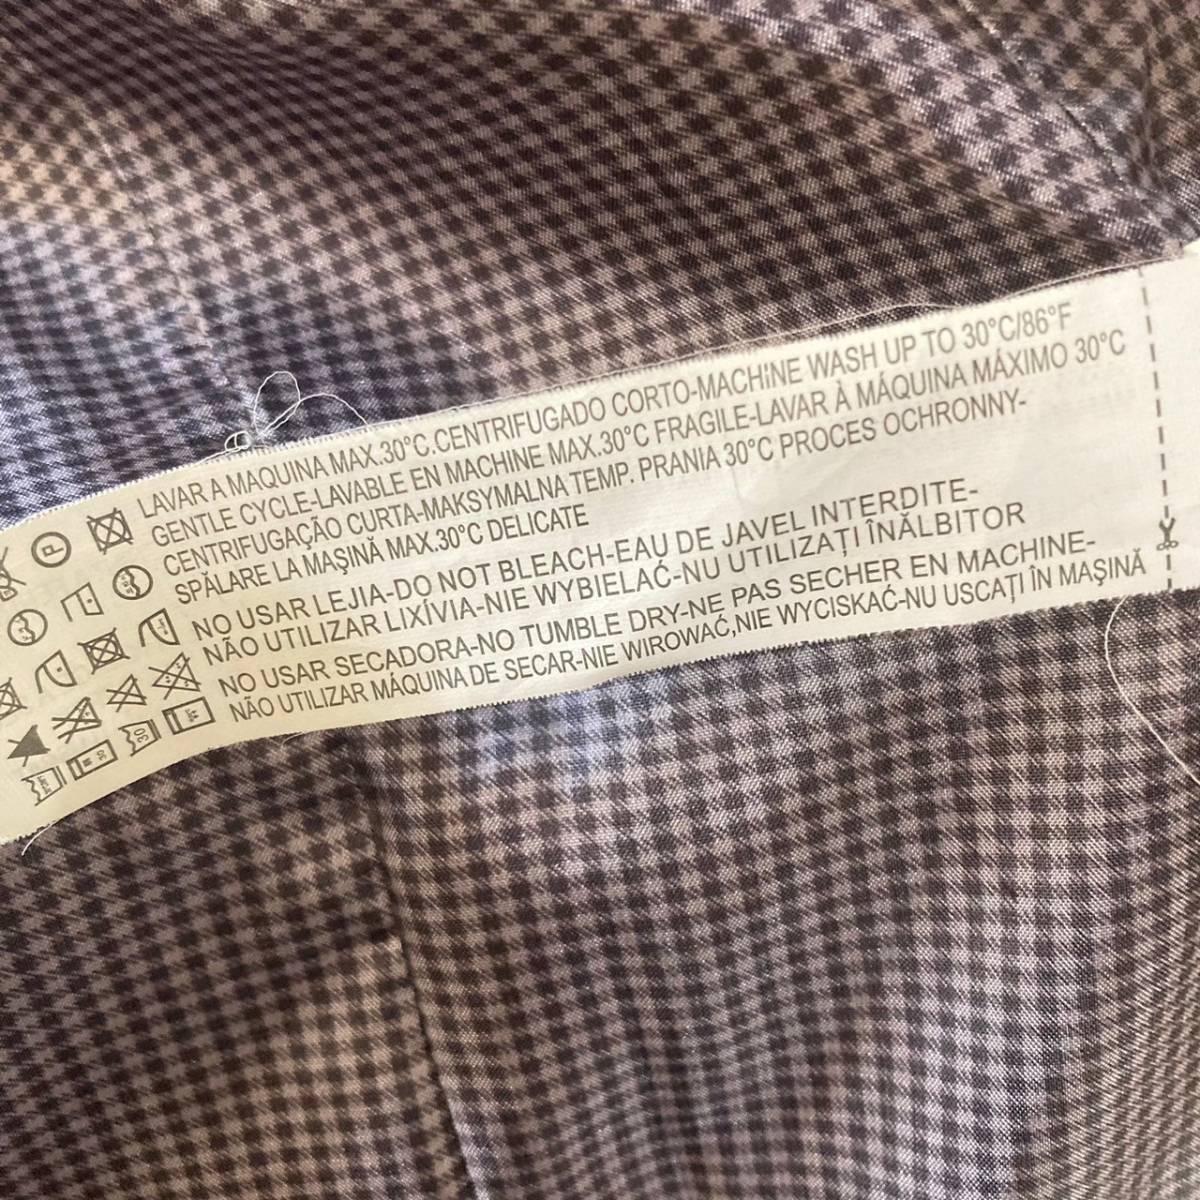 LAVAR A MAQUINA MAX.30°C.CENTRIFUGADO CORTO-MACHiNE WASH UP TO 30°C/86°F
GENTLE CYCLE-LAVABLE EN MACHINE MAX.30°C FRAGILE-LAVAR À MÁQUINA MÁXIMO 30°C
CENTRIFUGAÇÃO CURTA-MAKSYMALNA TEMP. PRANIA 30°C PROCES OCHRONNY-
SPĂLARE LA MAŞINĂ MAX.30°C DELICATE
NO USAR LEJIA-DO NOT BLEACH-EAU DE JAVEL INTERDITE-
NÃO UTILIZAR LIXÍVIA-NIE WYBIELAĆ-NU UTILIZAŢI ÎNĂLBITOR
NO USAR SECADORA-NO TUMBLE DRY-NE PAS SECHER EN MACHINE-
NÃO UTILIZAR MÁQUINA DE SECAR-NIE WIROWAĆ,NIE WYCISKAĆ-NU USCAŢI ÎN MAŞINĂ
P
30